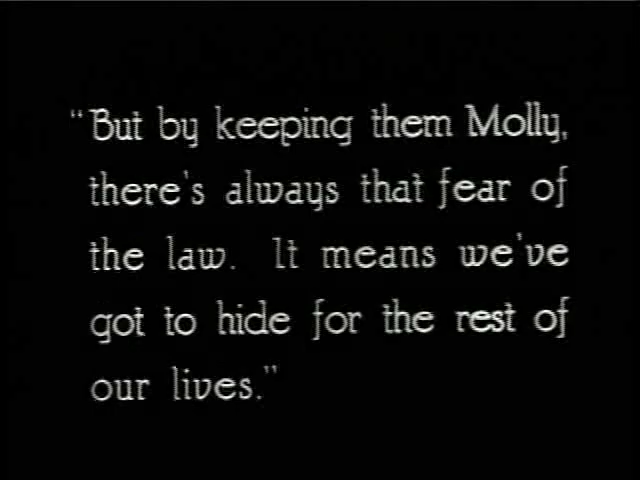 "But by keeping them Molly,
there's always that fear of
the law. It means we've
got to hide for the rest of
our lives."